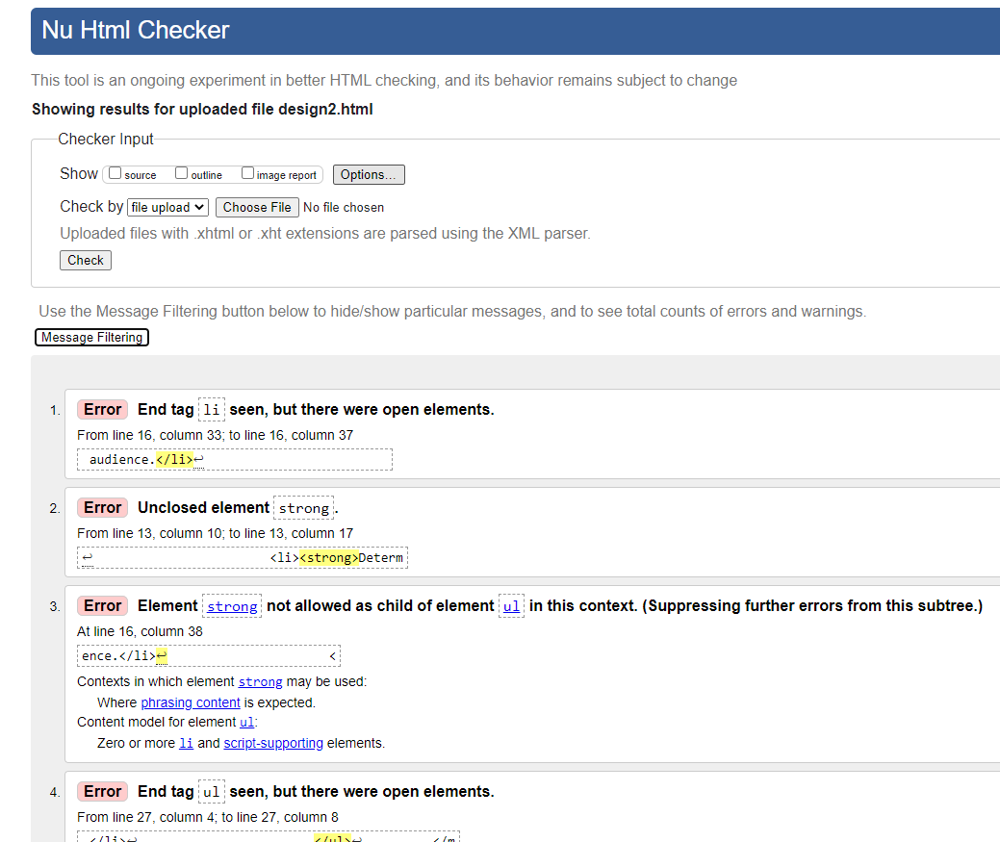 Nu Html Checker
This tool is an ongoing experiment in better HTML checking, and its behavior remains subject to change
Showing results for uploaded file design2.html
Checker Input
Show source outline image report Options...
Check by file upload Choose File No file chosen
Uploaded files with .xhtml or .xht extensions are parsed using the XML parser.
Check
Use the Message Filtering button below to hide/show particular messages, and to see total counts of errors and warnings.
Message Filtering
1. Error End tag li seen, but there were open elements.
From line 16, column 33; to line 16, column 37
audience.</li>↩
2. Error Unclosed element strong.
From line 13, column 10; to line 13, column 17
↩ <li><strong>Determ
3. Error Element strong not allowed as child of element ul in this context. (Suppressing further errors from this subtree.)
At line 16, column 38
ence.</li>↩ <
Contexts in which element strong may be used:
Where phrasing content is expected.
Content model for element ul:
Zero or more li and script-supporting elements.
4. Error End tag ul seen, but there were open elements.
From line 27, column 4; to line 27, column 8
</li>↩ </ul>↩ </m